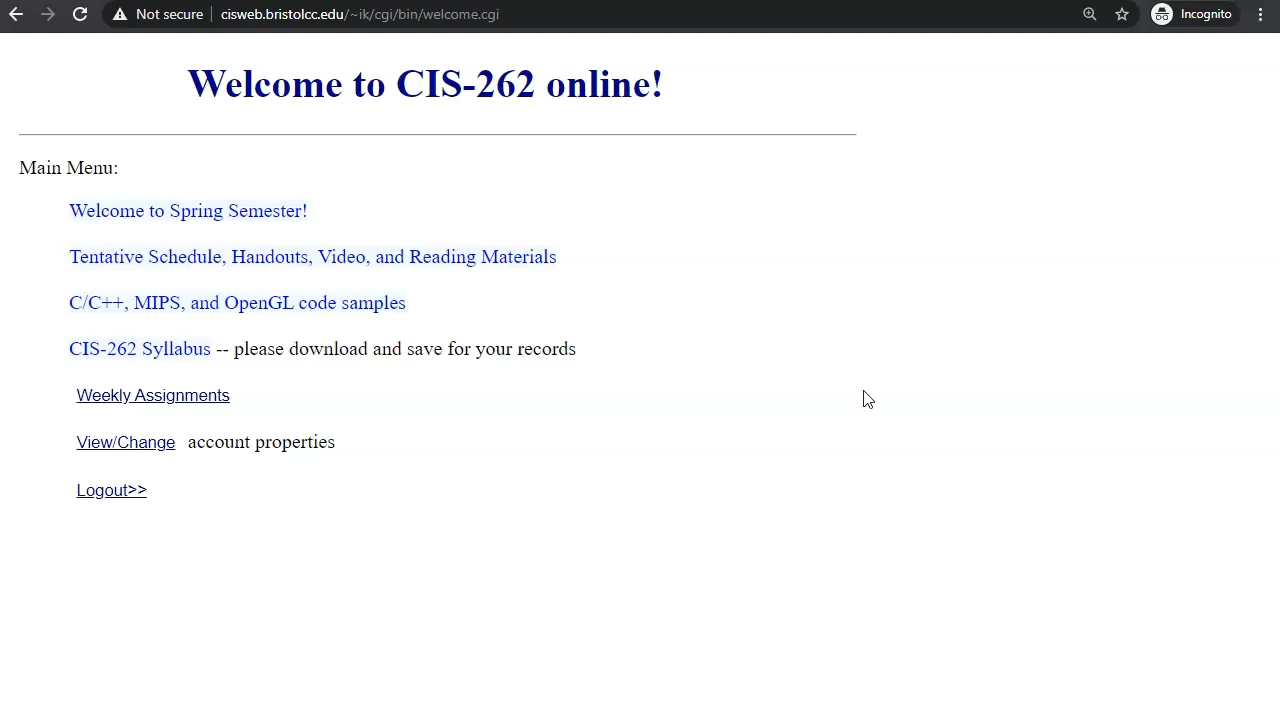 Not secure cisweb.bristolcc.edu/~ik/cgi/bin/welcome.cgi Incognito
Welcome to CIS-262 online!
Main Menu:
Welcome to Spring Semester!
Tentative Schedule, Handouts, Video, and Reading Materials
C/C++, MIPS, and OpenGL code samples
CIS-262 Syllabus -- please download and save for your records
Weekly Assignments
View/Change account properties
Logout>>